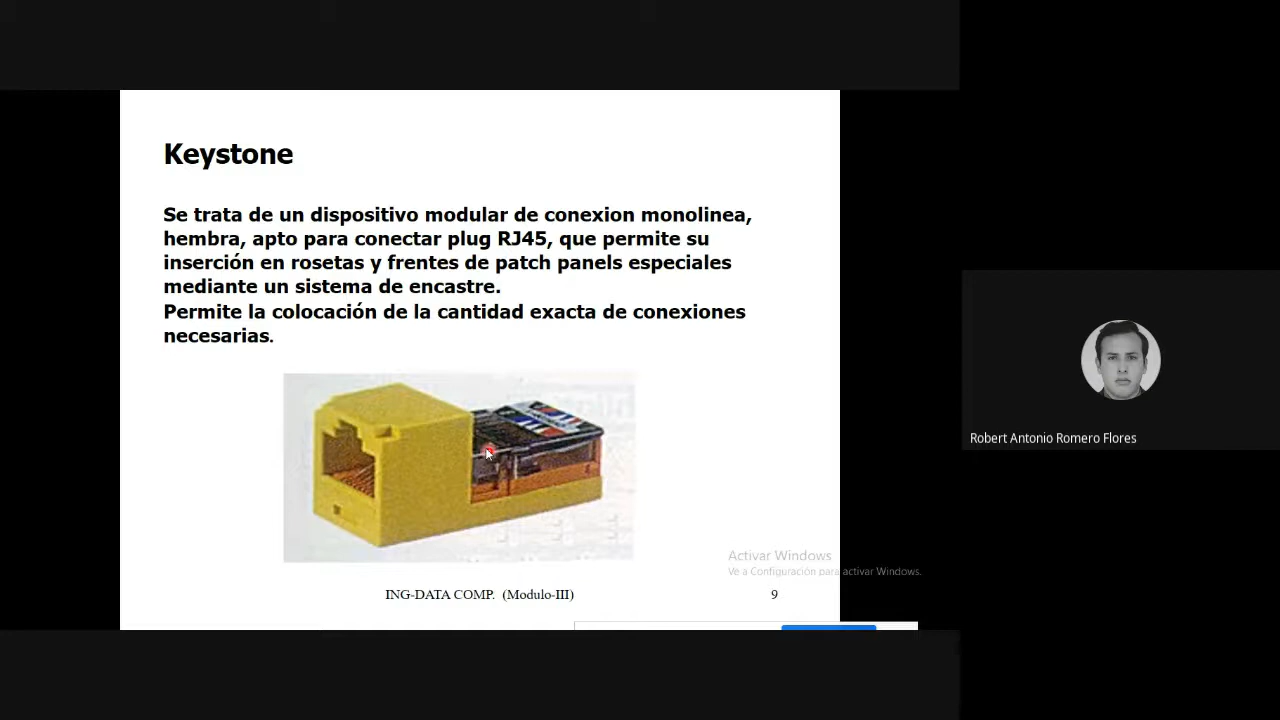 Keystone
Se trata de un dispositivo modular de conexion monolinea,
hembra, apto para conectar plug RJ45, que permite su
inserción en rosetas y frentes de patch panels especiales
mediante un sistema de encastre.
Permite la colocación de la cantidad exacta de conexiones
necesarias.
Robert Antonio Romero Flores
Activar Windows
Ve a Configuración para activar Windows.
ING-DATA COMP. (Modulo-III)
9